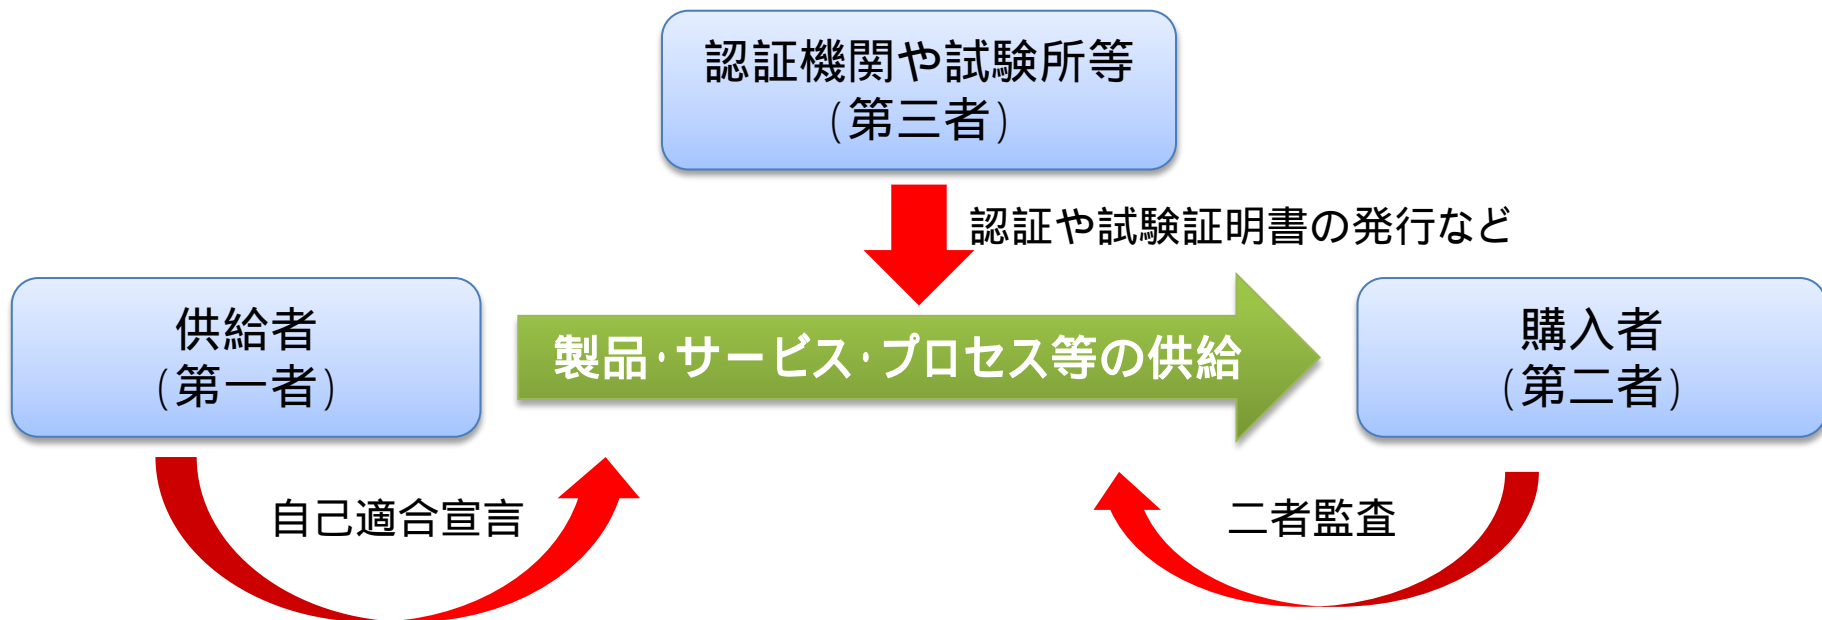 認証機関や試験所等
(第三者)
認証や試験証明書の発行など
供給者
(第一者)
製品・サービス・プロセス等の供給
購入者
(第二者)
自己適合宣言
二者監査